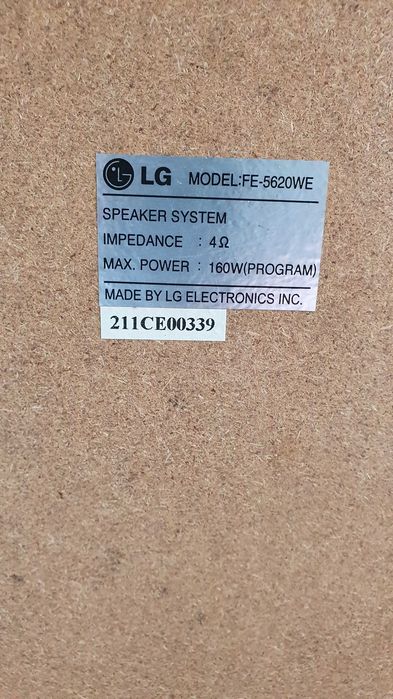 LG MODEL:FE-5620WE
SPEAKER SYSTEM
IMPEDANCE : 4Ω
MAX. POWER : 160W(PROGRAM)
MADE BY LG ELECTRONICS INC.
211CE00339